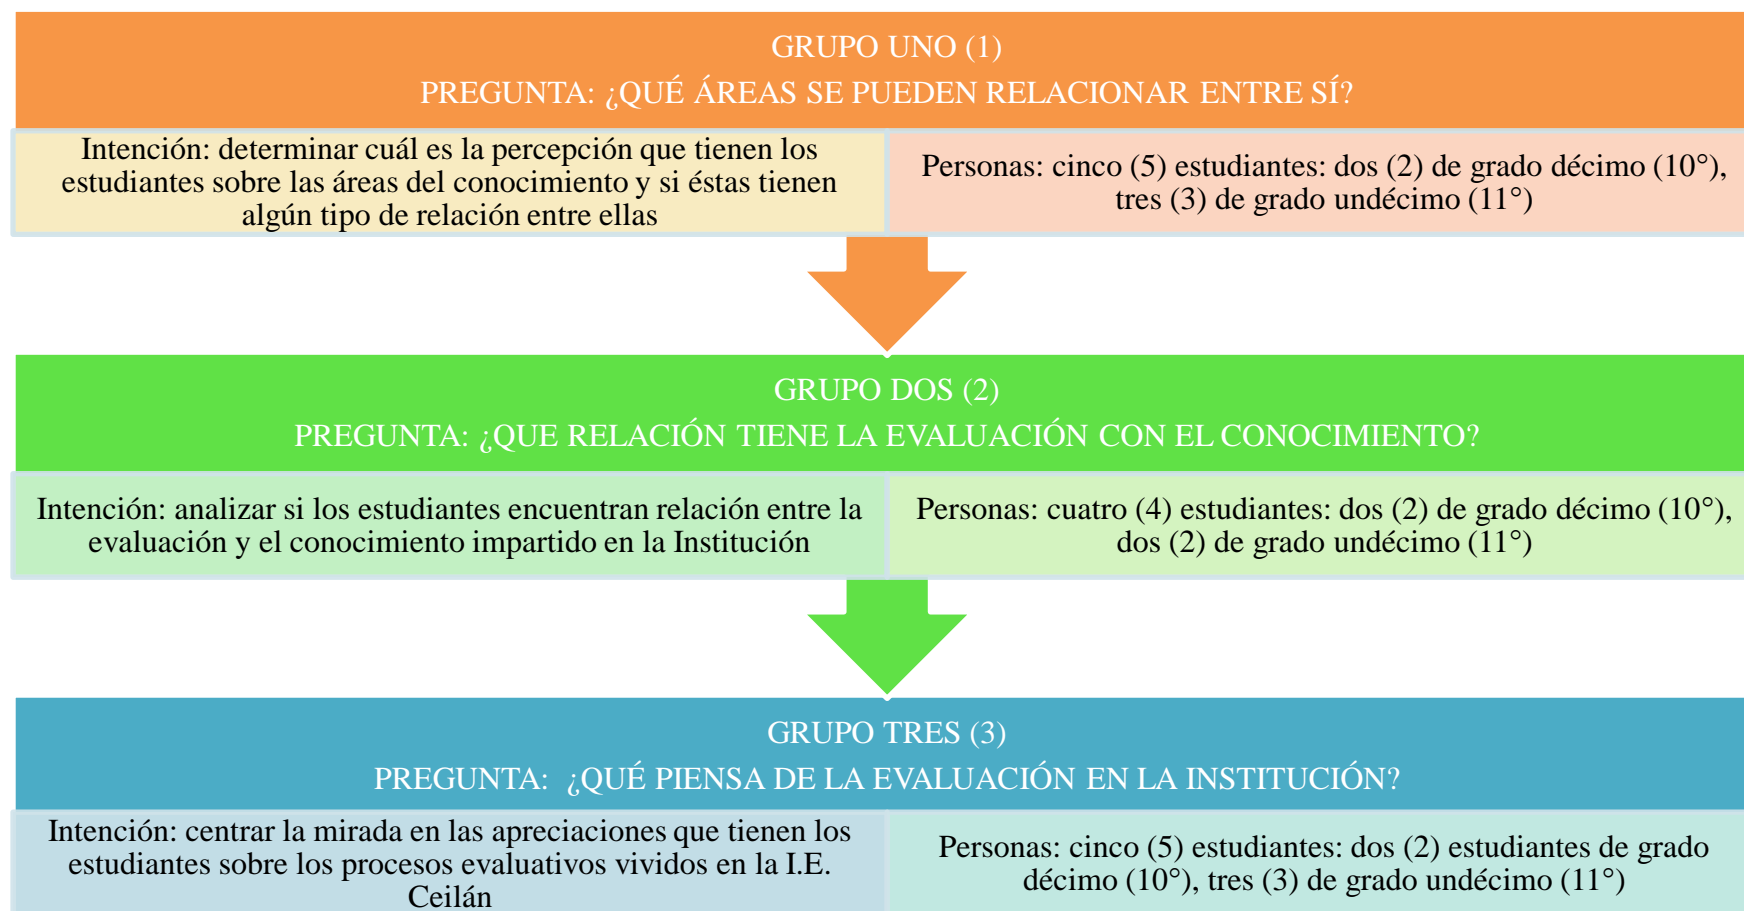 GRUPO UNO (1)
PREGUNTA: ¿QUÉ ÁREAS SE PUEDEN RELACIONAR ENTRE SÍ?
Intención: determinar cuál es la percepción que tienen los
estudiantes sobre las áreas del conocimiento y si éstas tienen
algún tipo de relación entre ellas
Personas: cinco (5) estudiantes: dos (2) de grado décimo (10°),
tres (3) de grado undécimo (11°)
GRUPO DOS (2)
PREGUNTA: ¿QUE RELACIÓN TIENE LA EVALUACIÓN CON EL CONOCIMIENTO?
Intención: analizar si los estudiantes encuentran relación entre la
evaluación y el conocimiento impartido en la Institución
Personas: cuatro (4) estudiantes: dos (2) de grado décimo (10°),
dos (2) de grado undécimo (11°)
GRUPO TRES (3)
PREGUNTA: ¿QUÉ PIENSA DE LA EVALUACIÓN EN LA INSTITUCIÓN?
Intención: centrar la mirada en las apreciaciones que tienen los
estudiantes sobre los procesos evaluativos vividos en la I.E.
Ceilán
Personas: cinco (5) estudiantes: dos (2) estudiantes de grado
décimo (10°), tres (3) de grado undécimo (11°)